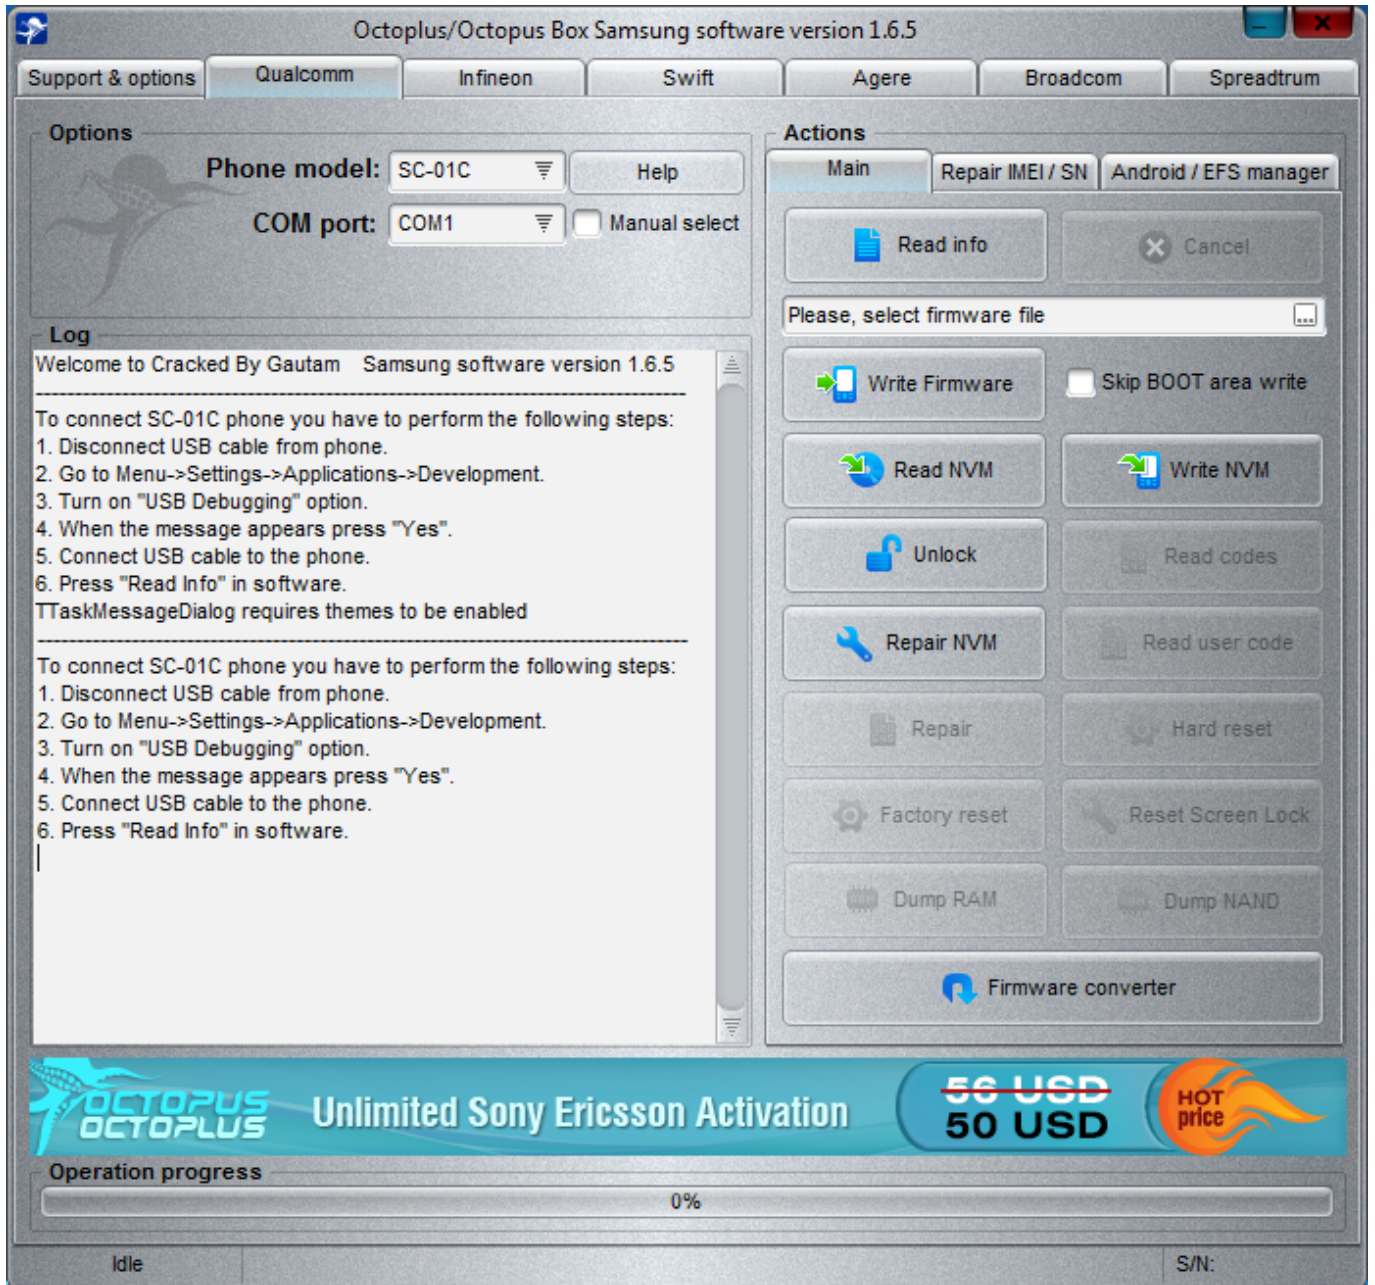 Octoplus/Octopus Box Samsung software version 1.6.5
Support & options
Qualcomm
Infineon
Swift
Agere
Broadcom
Spreadtrum
Options
Phone model:
SC-01C
Help
COM port:
COM1
Manual select
Log
Welcome to Cracked By Gautam    Samsung software version 1.6.5
To connect SC-01C phone you have to perform the following steps:
1. Disconnect USB cable from phone.
2. Go to Menu->Settings->Applications->Development.
3. Turn on "USB Debugging" option.
4. When the message appears press "Yes".
5. Connect USB cable to the phone.
6. Press "Read Info" in software.
TTaskMessageDialog requires themes to be enabled
To connect SC-01C phone you have to perform the following steps:
1. Disconnect USB cable from phone.
2. Go to Menu->Settings->Applications->Development.
3. Turn on "USB Debugging" option.
4. When the message appears press "Yes".
5. Connect USB cable to the phone.
6. Press "Read Info" in software.
Actions
Main
Repair IMEI / SN
Android / EFS manager
Read info
Cancel
Please, select firmware file
...
Write Firmware
Skip BOOT area write
Read NVM
Write NVM
Unlock
Read codes
Repair NVM
Read user code
Repair
Hard reset
Factory reset
Reset Screen Lock
Dump RAM
Dump NAND
Firmware converter
OCTOPUS
OCTOPLUS
Unlimited Sony Ericsson Activation
56 USD
50 USD
HOT
price
Operation progress
0%
Idle
S/N: